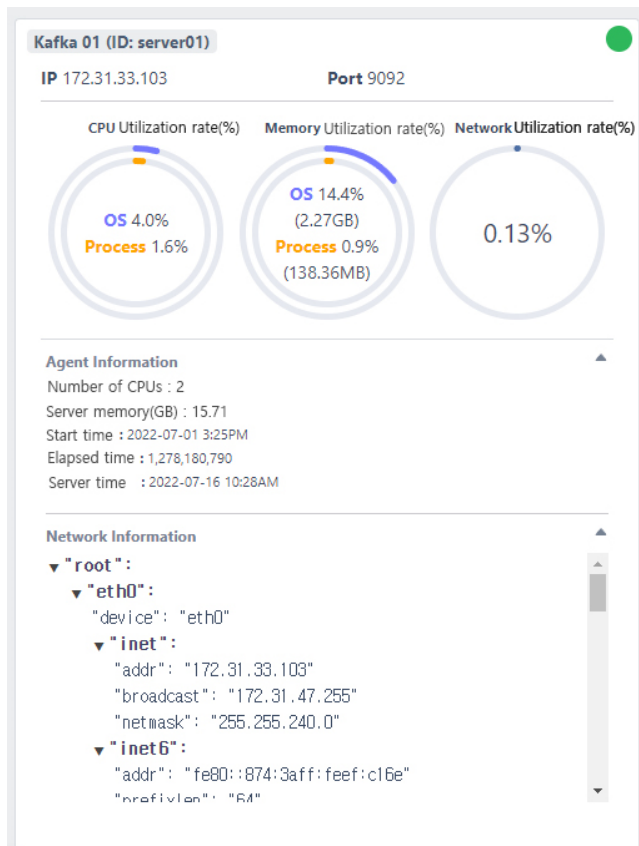 Kafka 01 (ID: server01)
IP 172.31.33.103 Port 9092
CPU Utilization rate(%) Memory Utilization rate(%) Network Utilization rate(%)
OS 4.0%
Process 1.6%
OS 14.4%
(2.27GB)
Process 0.9%
(138.36MB)
0.13%
Agent Information
Number of CPUs : 2
Server memory(GB) : 15.71
Start time : 2022-07-01 3:25PM
Elapsed time : 1,278,180,790
Server time : 2022-07-16 10:28AM
Network Information
"root":
"eth0":
"device": "eth0"
"inet":
"addr": "172.31.33.103"
"broadcast": "172.31.47.255"
"netmask": "255.255.240.0"
"inet6":
"addr": "fe80::874:3aff:feef:c16e"
"prefixlen": "64"